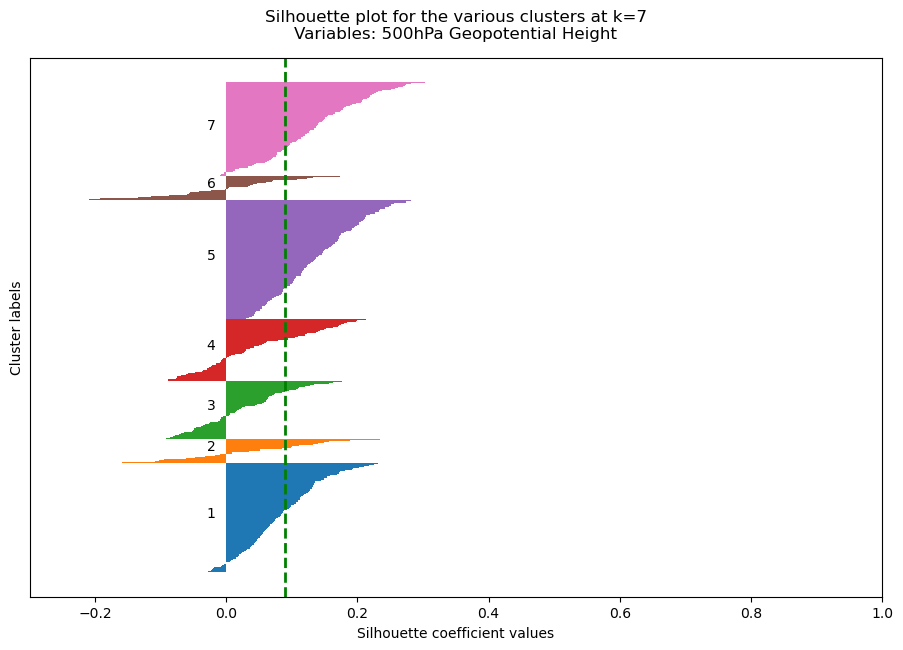 Silhouette plot for the various clusters at k=7
Variables: 500hPa Geopotential Height
Cluster labels
7
6
5
4
3
2
1
−0.2 0.0 0.2 0.4 0.6 0.8 1.0
Silhouette coefficient values